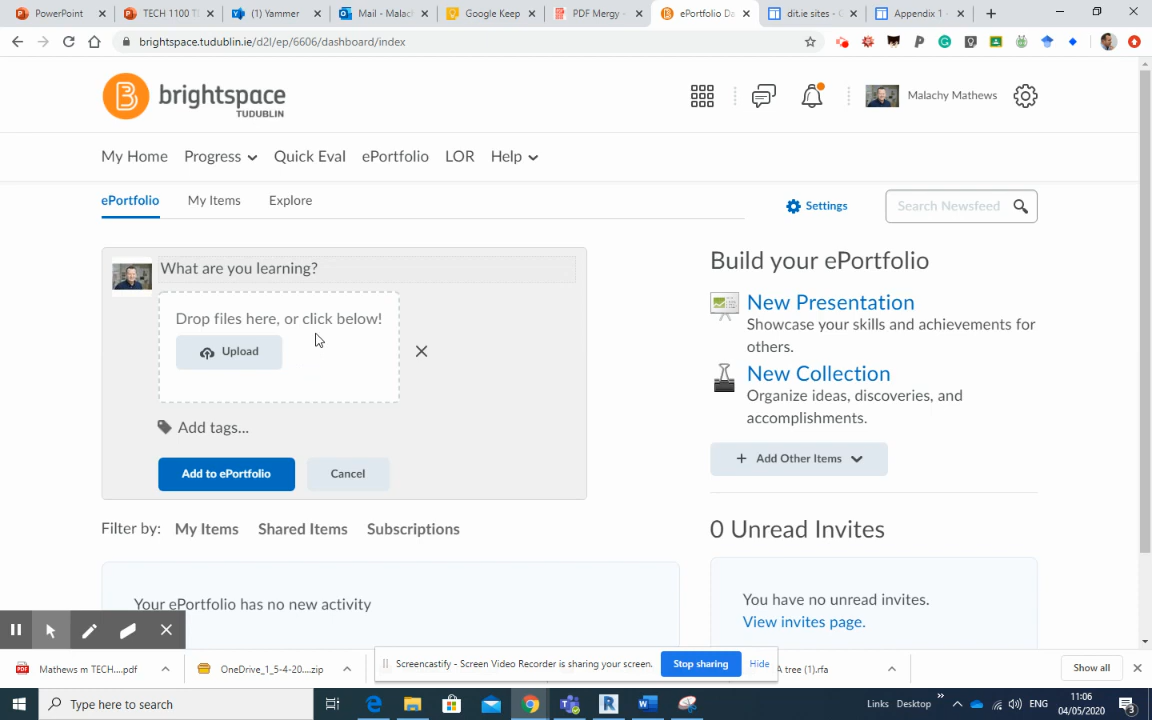 PowerPoint
TECH 1100 T
(1) Yammer
Mail - Malac
Google Keep
PDF Mergy -
ePortfolio Da
dit.ie sites - G
Appendix 1 -
brightspace.tudublin.ie/d2l/ep/6606/dashboard/index
brightspace
TUDUBLIN
Malachy Mathews
My Home
Progress
Quick Eval
ePortfolio
LOR
Help
ePortfolio
My Items
Explore
Settings
Search Newsfeed
What are you learning?
Drop files here, or click below!
Upload
Add tags...
Add to ePortfolio
Cancel
Build your ePortfolio
New Presentation
Showcase your skills and achievements for
others.
New Collection
Organize ideas, discoveries, and
accomplishments.
Add Other Items
Filter by:
My Items
Shared Items
Subscriptions
Your ePortfolio has no new activity
0 Unread Invites
You have no unread invites.
View invites page.
Mathews m TECH....pdf
OneDrive_1_5-4-20....zip
Screencastify - Screen Video Recorder is sharing your screen.
Stop sharing
Hide
A tree (1).rfa
Show all
Type here to search
Links
Desktop
ENG
11:06
04/05/2020
3